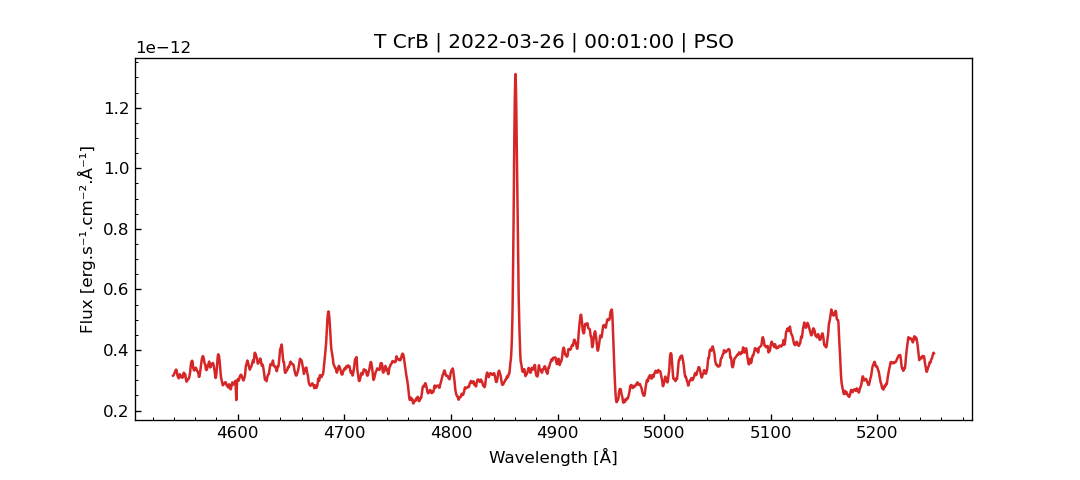 T CrB | 2022-03-26 | 00:01:00 | PSO
1e−12
1.2
1.0
0.8
0.6
0.4
0.2
Flux [erg.s⁻¹.cm⁻².Å⁻¹]
4600 4700 4800 4900 5000 5100 5200
Wavelength [Å]